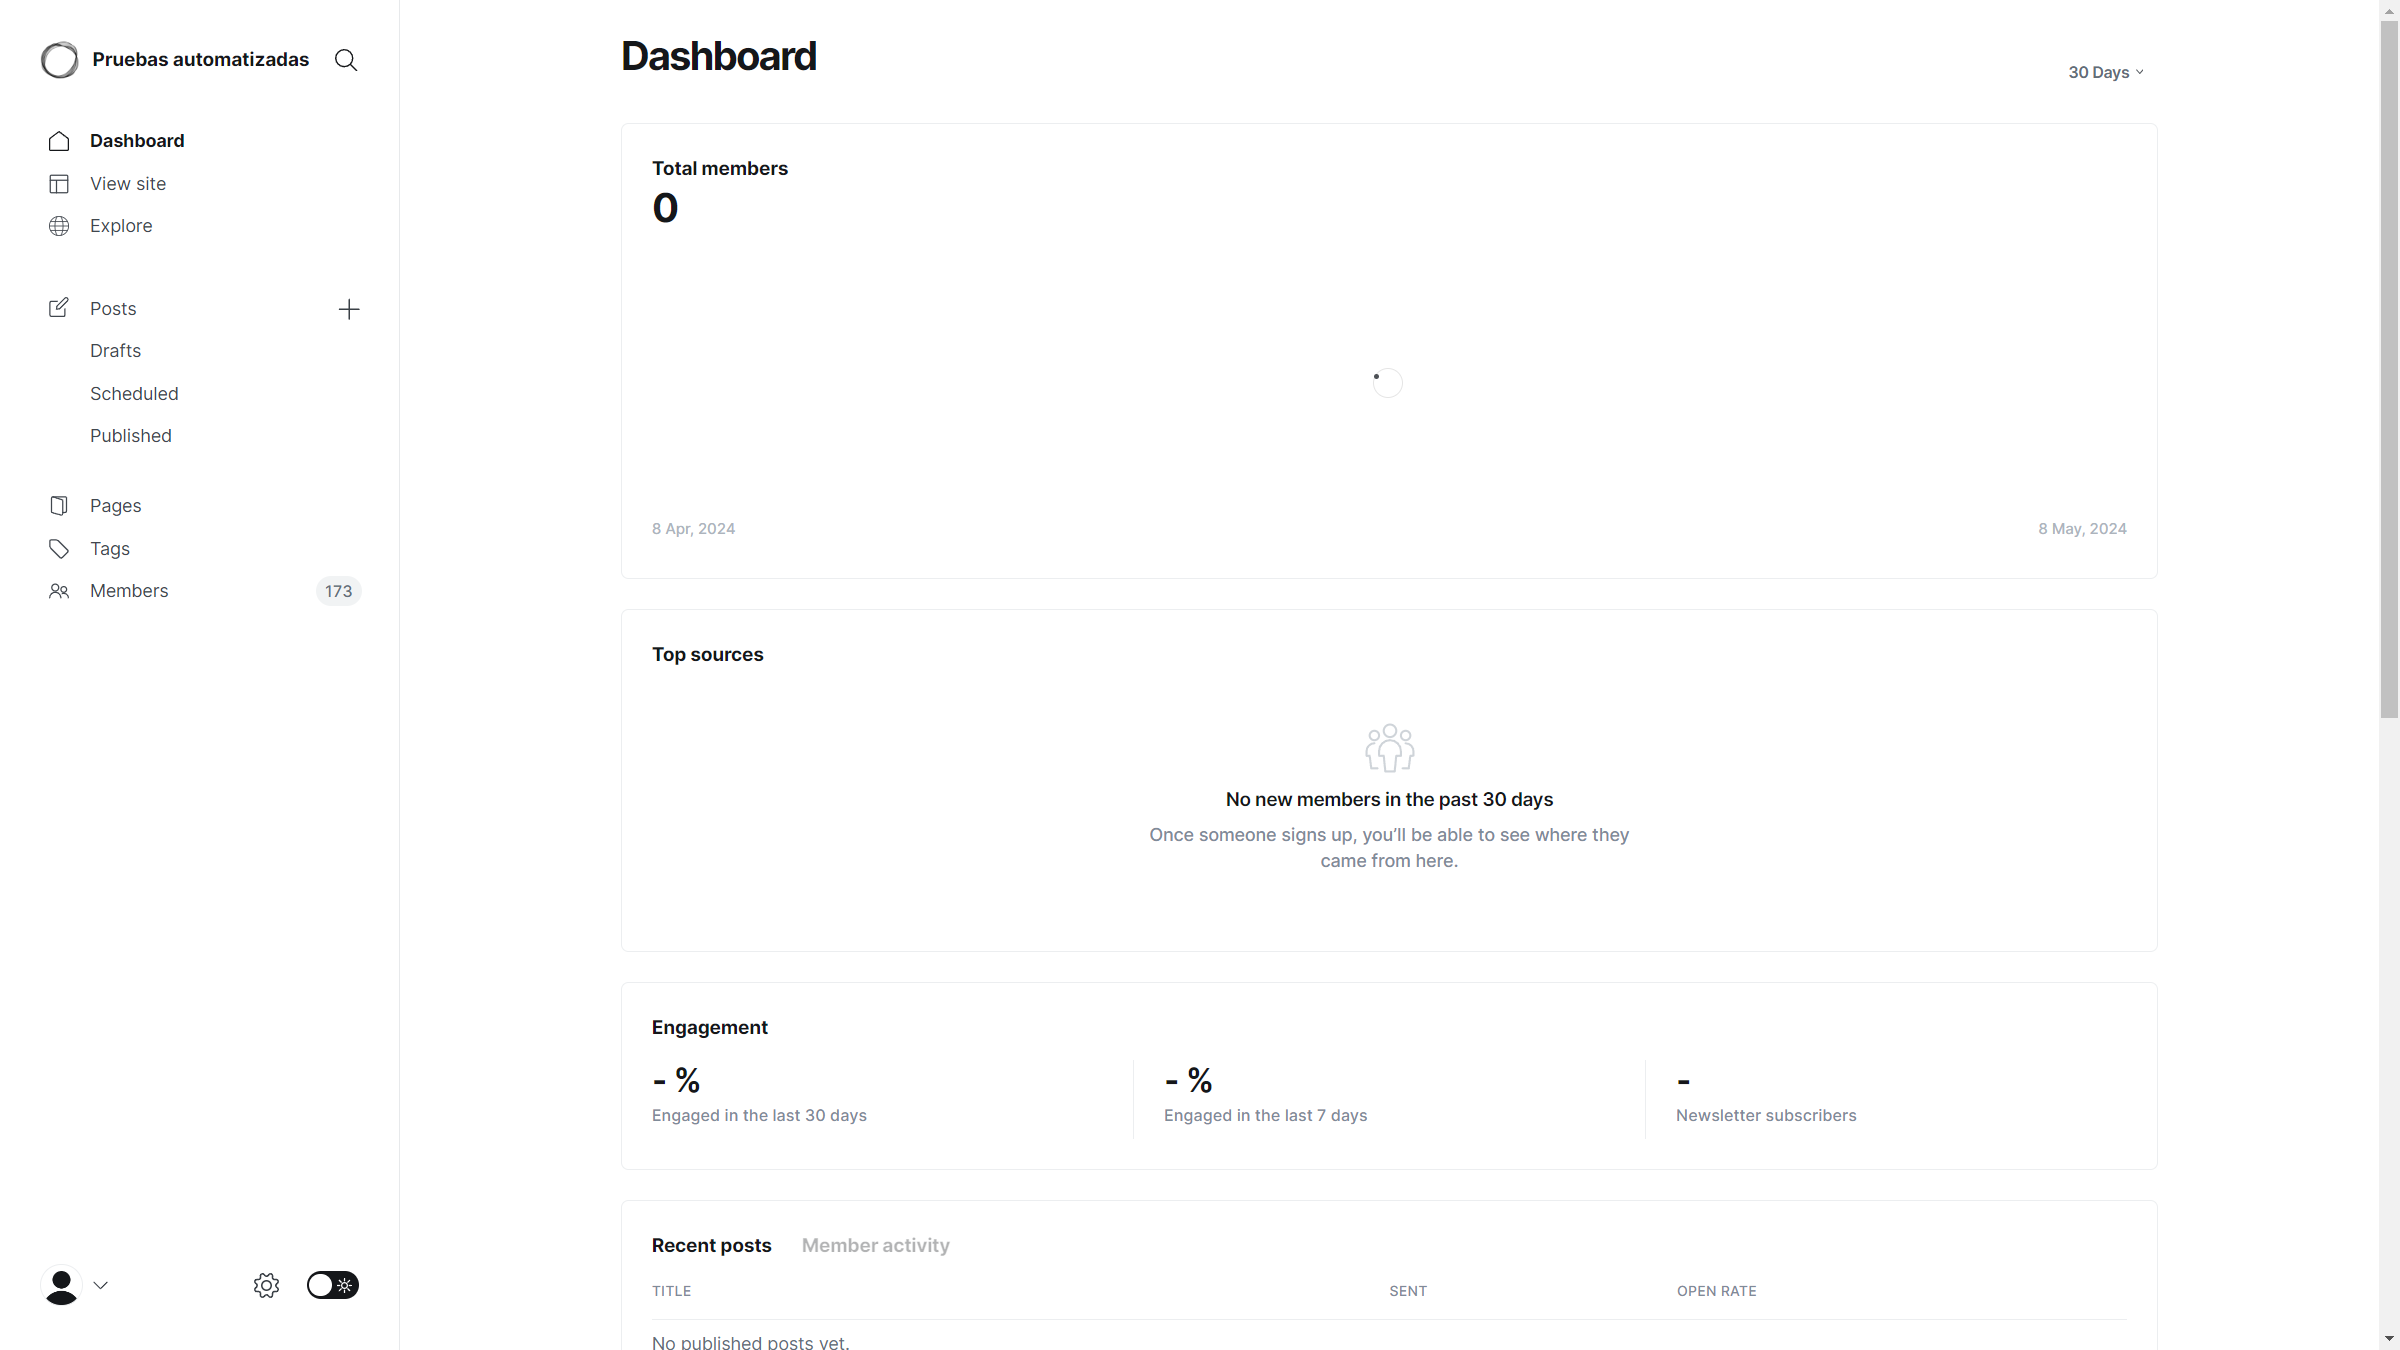 Pruebas automatizadas
Dashboard
View site
Explore
Posts
Drafts
Scheduled
Published
Pages
Tags
Members 173
Dashboard
30 Days
Total members
0
8 Apr, 2024 8 May, 2024
Top sources
No new members in the past 30 days
Once someone signs up, you’ll be able to see where they
came from here.
Engagement
- % - % -
Engaged in the last 30 days Engaged in the last 7 days Newsletter subscribers
Recent posts Member activity
TITLE SENT OPEN RATE
No published posts yet.